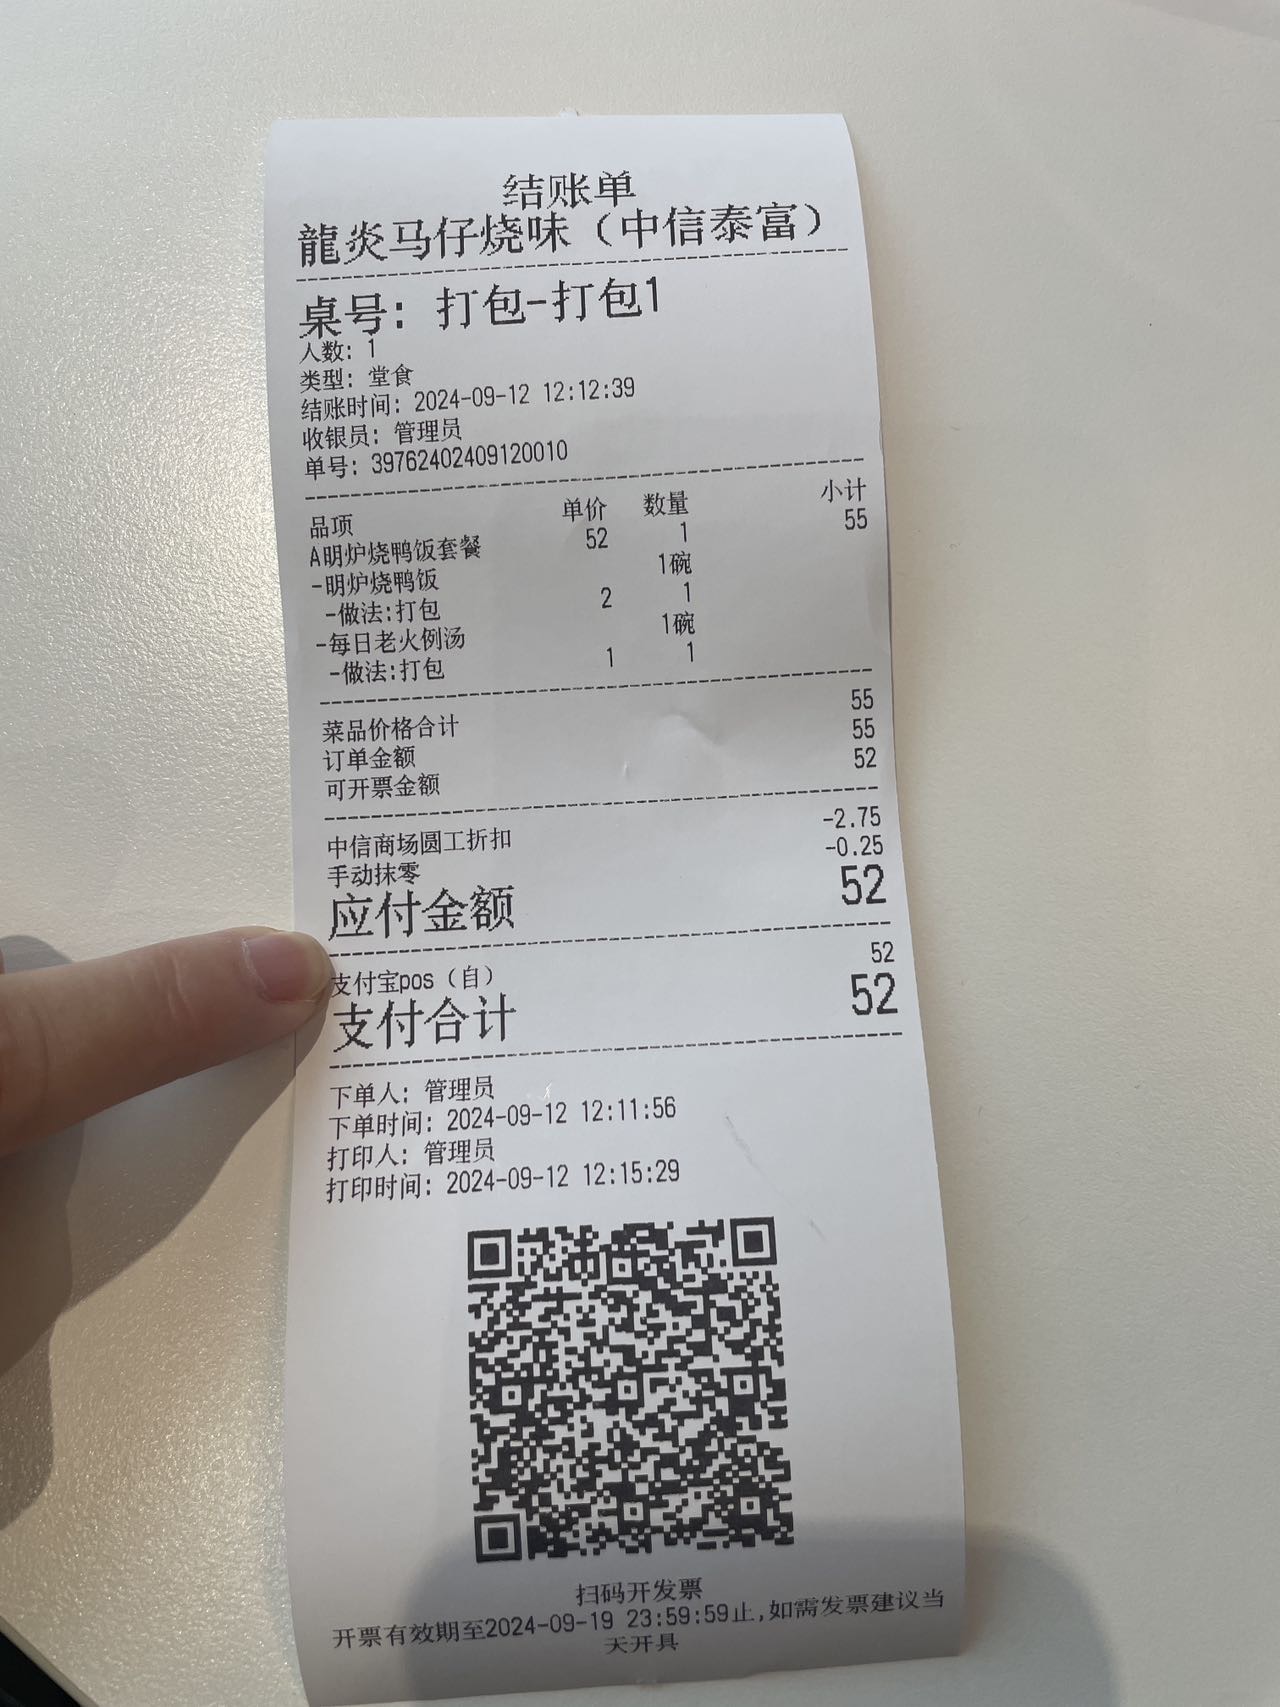 结账单
龍炎马仔烧味（中信泰富）
桌号: 打包-打包1
人数: 1
类型: 堂食
结账时间: 2024-09-12 12:12:39
收银员: 管理员
单号: 39762402409120010
品项 单价 数量 小计
A明炉烧鸭饭套餐 52 1 55
-明炉烧鸭饭 1碗
-做法:打包 2 1
-每日老火例汤 1碗
-做法:打包 1 1
菜品价格合计 55
订单金额 55
可开票金额 52
中信商场圆工折扣 -2.75
手动抹零 -0.25
应付金额 52
支付宝pos（自） 52
支付合计 52
下单人: 管理员
下单时间: 2024-09-12 12:11:56
打印人: 管理员
打印时间: 2024-09-12 12:15:29
扫码开发票
开票有效期至2024-09-19 23:59:59止,如需发票建议当
天开具